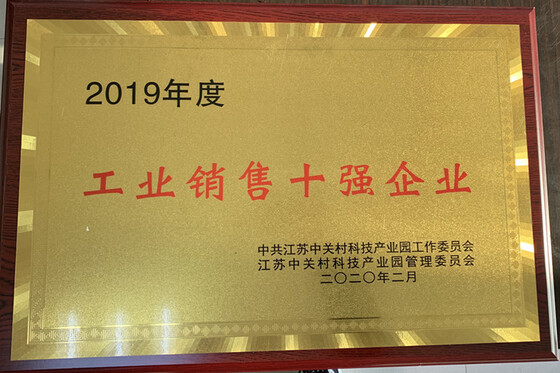 2019年度
工业销售十强企业
中共江苏中关村科技产业园工作委员会
江苏中关村科技产业园管理委员会
二〇二〇年二月